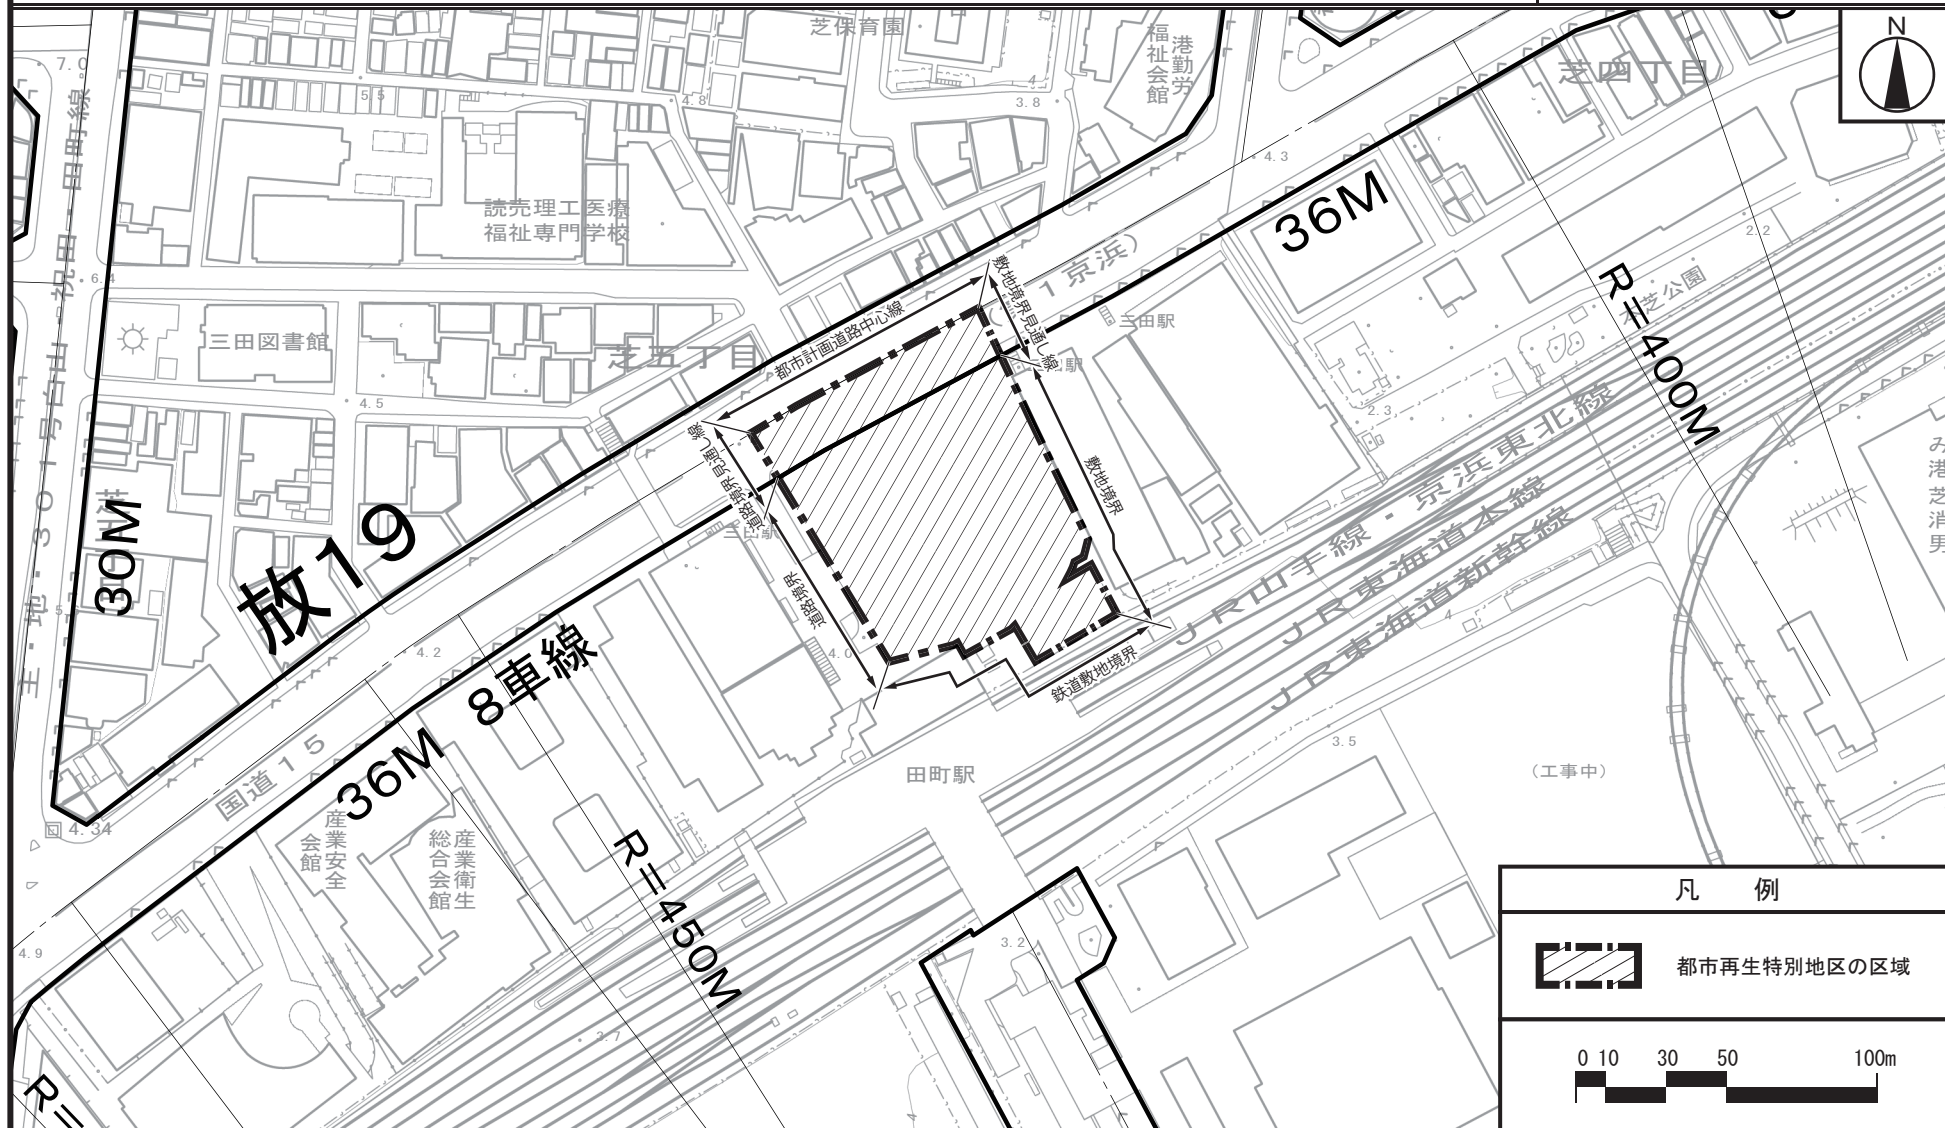 芝保育園
港勤労
福祉会館
芝四丁目
N
7.0
5.5
4.8
4
3.8
4.3
36M
2.2
読売理工医療
福祉専門学校
6.4
(1京浜)
敷地境界見通し線
都市計画道路中心線
三田駅
三田図書館
芝五丁目
R=400M
芝公園
2.3
4.5
道路境界見通し線
三田駅
敷地境界
道路境界
鉄道敷地境界
JR山手線・京浜東北線
JR東海道本線
JR東海道新幹線
30M
放19
4.2
4.0
4
8車線
36M
国道15
4.34
産業安全
会館
産業衛生
総合会館
R=450M
田町駅
3.5
(工事中)
4.9
3.2
3.7
4
R=
凡 例
都市再生特別地区の区域
0 10 30 50 100m